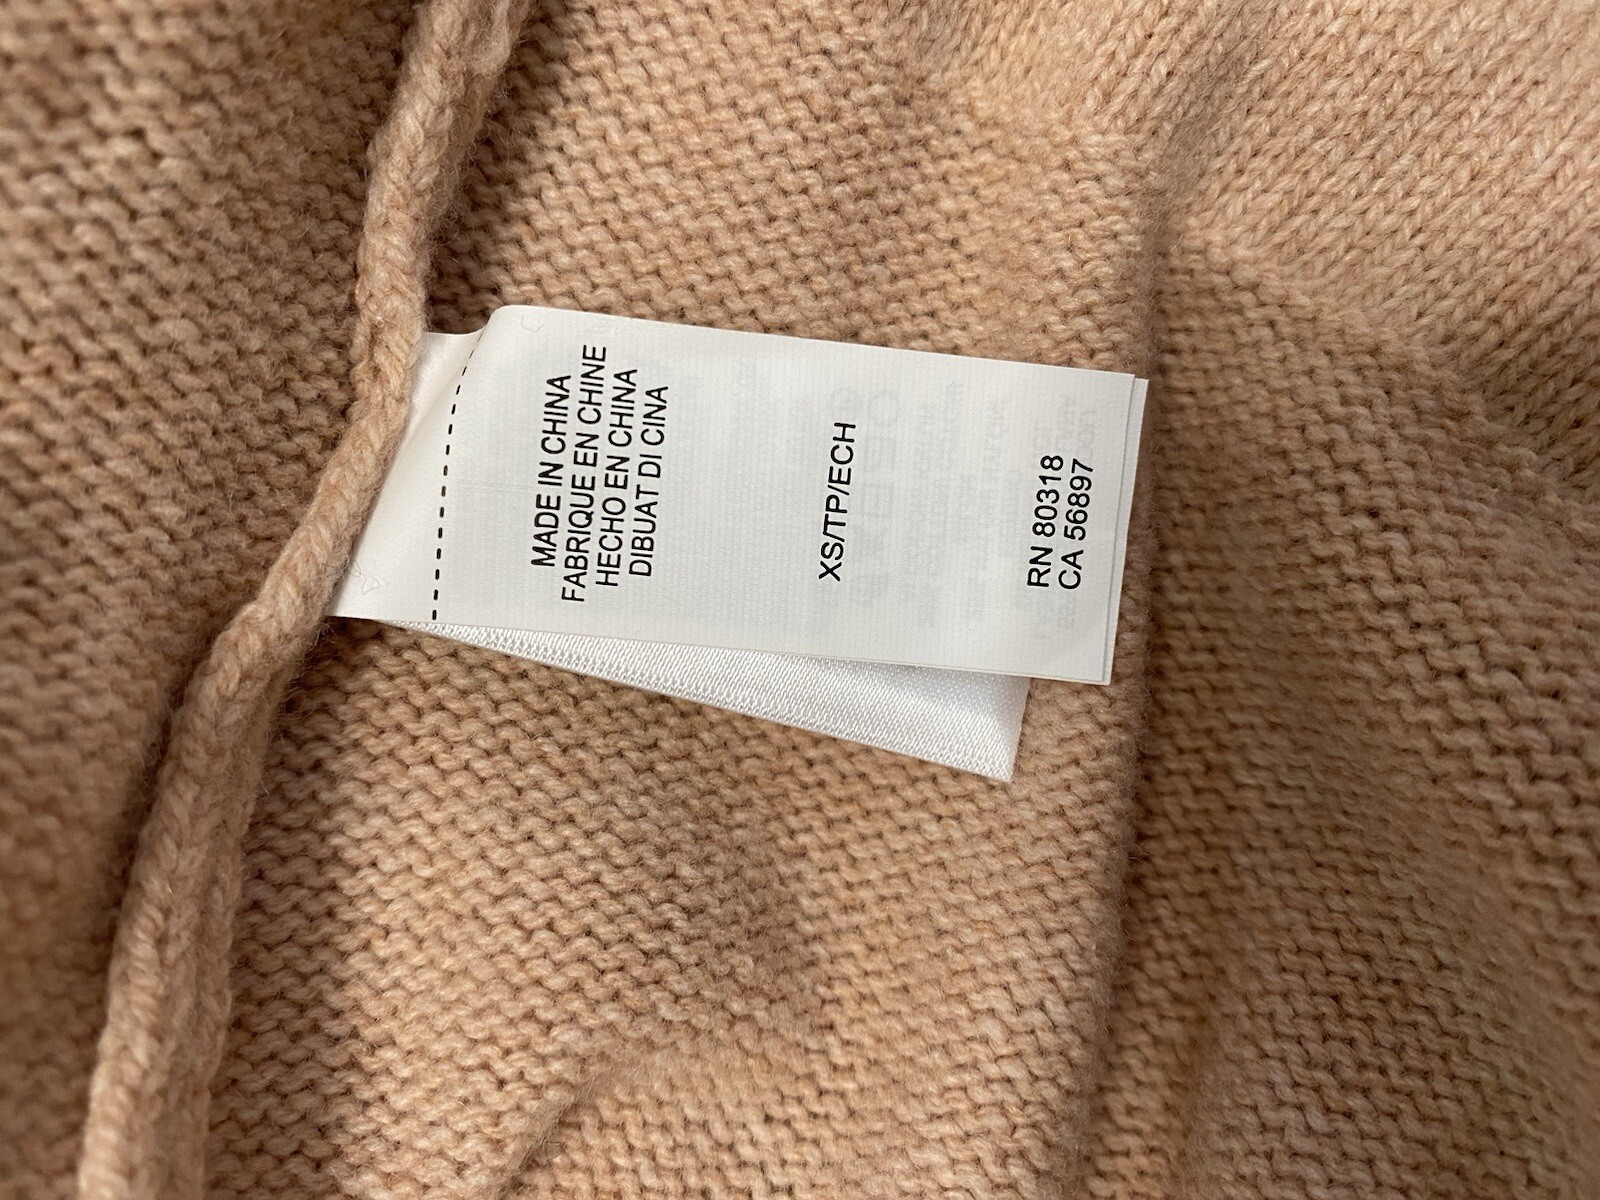 MADE IN CHINA
FABRIQUE EN CHINE
HECHO EN CHINA
DIBUAT DI CINA
XS/TP/ECH
RN 80318
CA 56897